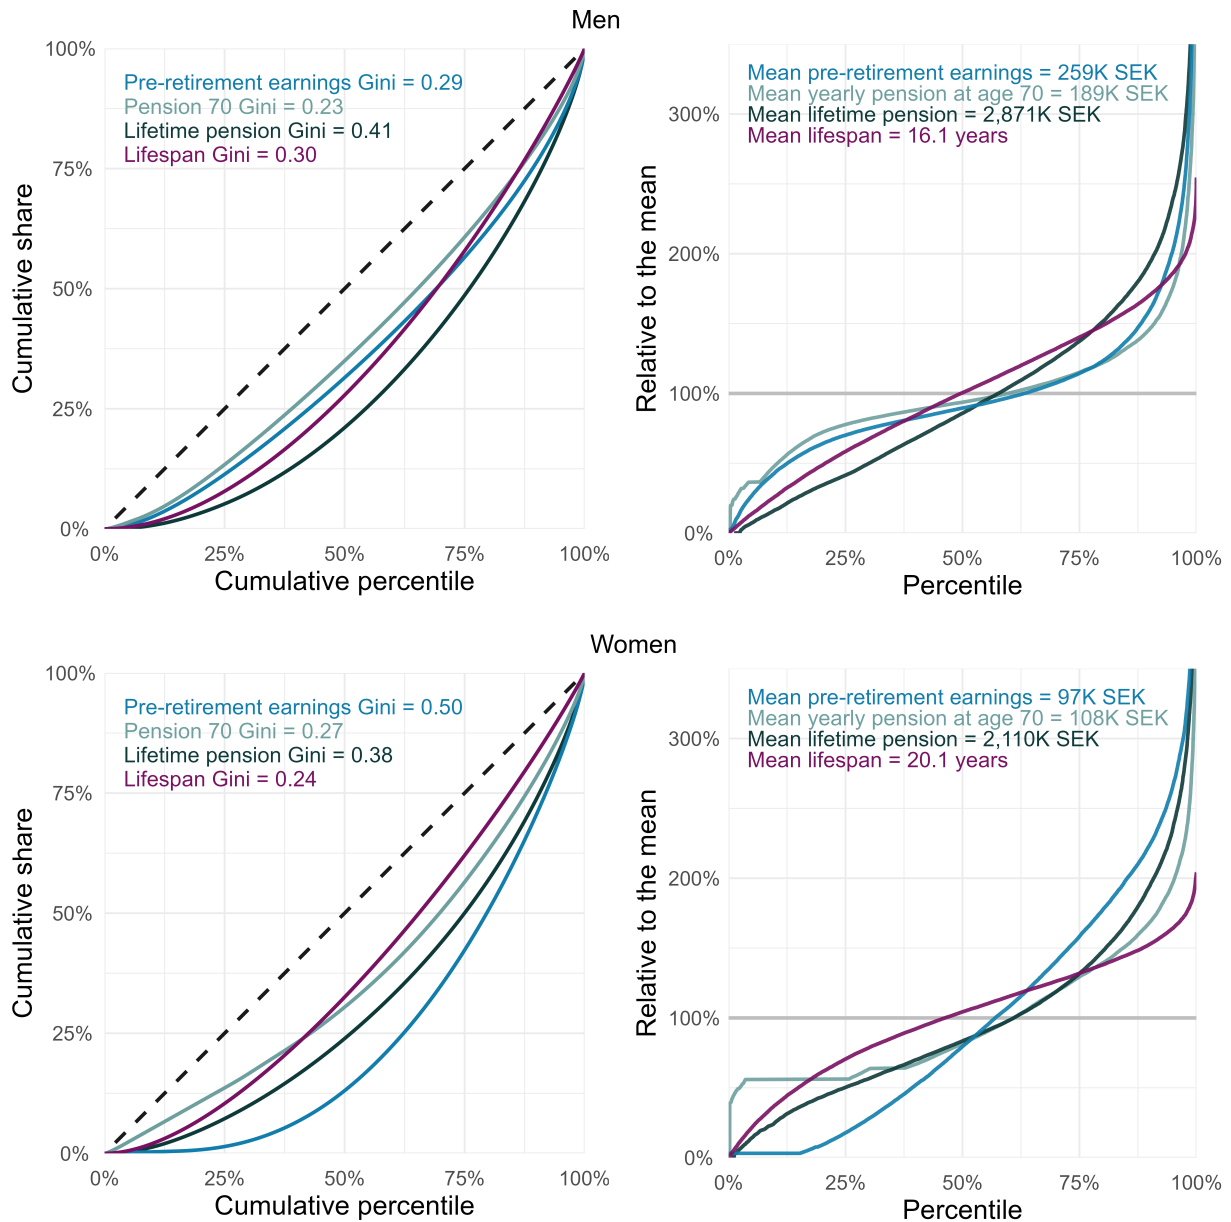 Men
100%
75%
50%
25%
0%
Cumulative share
Pre-retirement earnings Gini = 0.29
Pension 70 Gini = 0.23
Lifetime pension Gini = 0.41
Lifespan Gini = 0.30
0% 25% 50% 75% 100%
Cumulative percentile
300%
200%
100%
0%
Relative to the mean
Mean pre-retirement earnings = 259K SEK
Mean yearly pension at age 70 = 189K SEK
Mean lifetime pension = 2,871K SEK
Mean lifespan = 16.1 years
0% 25% 50% 75% 100%
Percentile
Women
100%
75%
50%
25%
0%
Cumulative share
Pre-retirement earnings Gini = 0.50
Pension 70 Gini = 0.27
Lifetime pension Gini = 0.38
Lifespan Gini = 0.24
0% 25% 50% 75% 100%
Cumulative percentile
300%
200%
100%
0%
Relative to the mean
Mean pre-retirement earnings = 97K SEK
Mean yearly pension at age 70 = 108K SEK
Mean lifetime pension = 2,110K SEK
Mean lifespan = 20.1 years
0% 25% 50% 75% 100%
Percentile